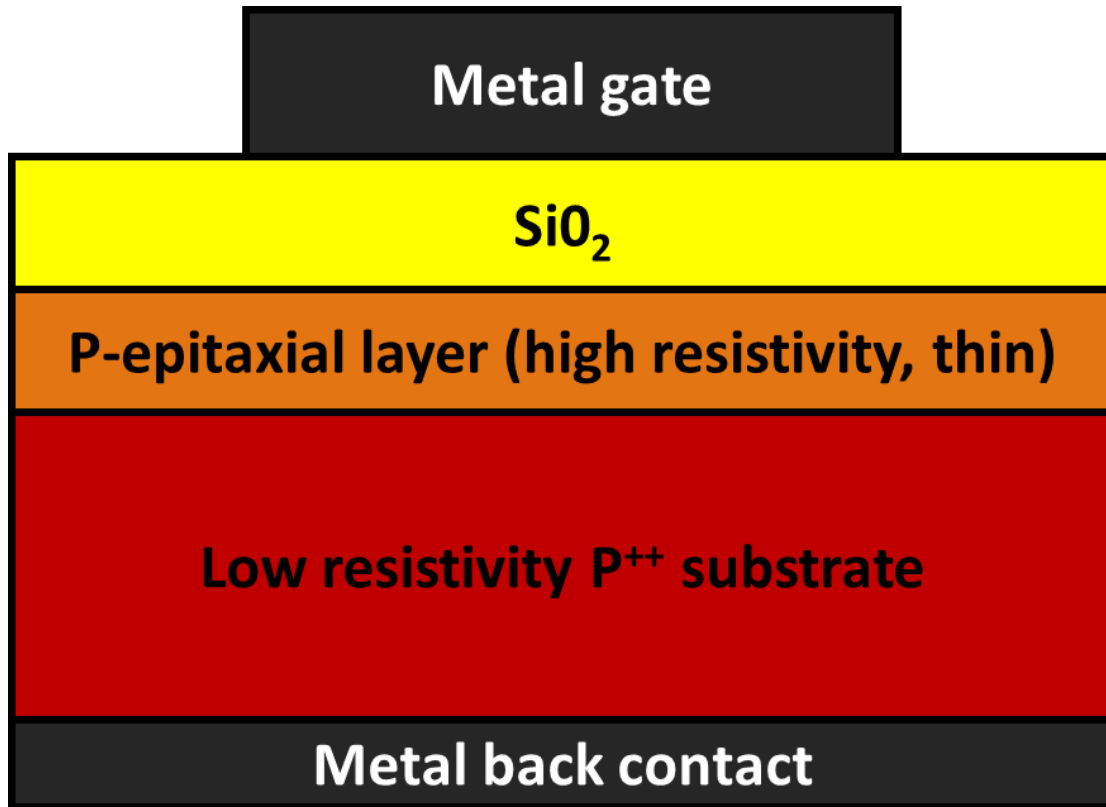 Metal gate
Si0₂
P-epitaxial layer (high resistivity, thin)
Low resistivity P⁺⁺ substrate
Metal back contact